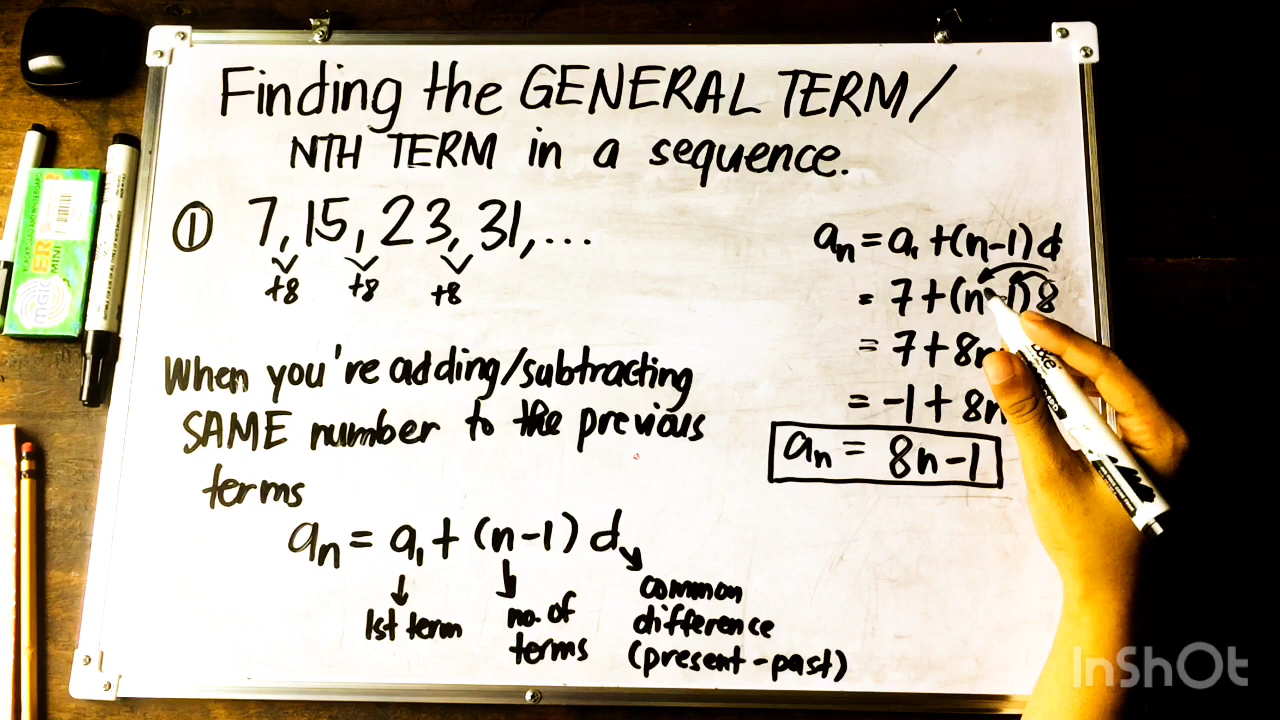 Finding the GENERAL TERM/
NTH TERM in a sequence.
① 7, 15, 23, 31, ...
+8 +8 +8
When you're adding/subtracting
SAME number to the previous
terms
aₙ = a₁ + (n-1) d
1st term
no. of
terms
common
difference
(present-past)
aₙ = a₁ + (n-1) d
= 7 + (n-1) 8
= 7 + 8n
= -1 + 8n
aₙ = 8n-1
ERASER
MINI
InShOt